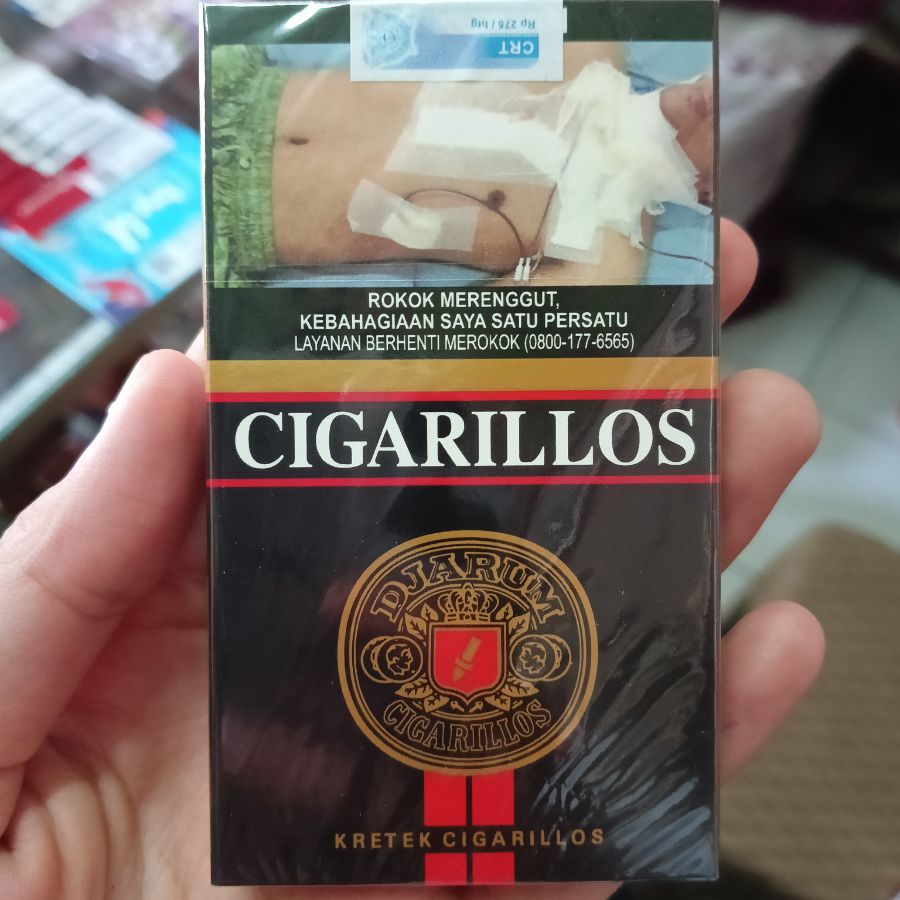 CRT
Rp 275 / btg
ROKOK MERENGGUT,
KEBAHAGIAAN SAYA SATU PERSATU
LAYANAN BERHENTI MEROKOK (0800-177-6565)
CIGARILLOS
DJARUM
CIGARILLOS
KRETEK CIGARILLOS